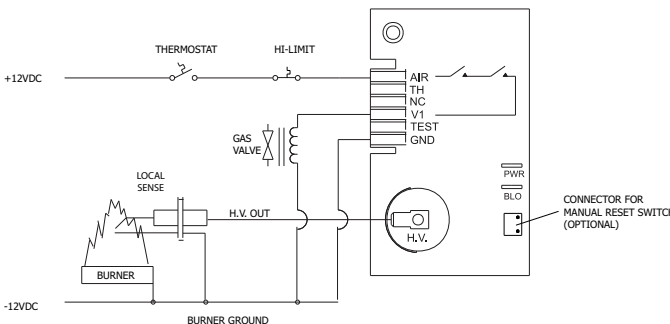 THERMOSTAT
HI-LIMIT
+12VDC
AIR
TH
NC
V1
TEST
GND
GAS
VALVE
PWR
BLO
LOCAL
SENSE
H.V. OUT
H.V.
CONNECTOR FOR
MANUAL RESET SWITCH
(OPTIONAL)
BURNER
-12VDC
BURNER GROUND